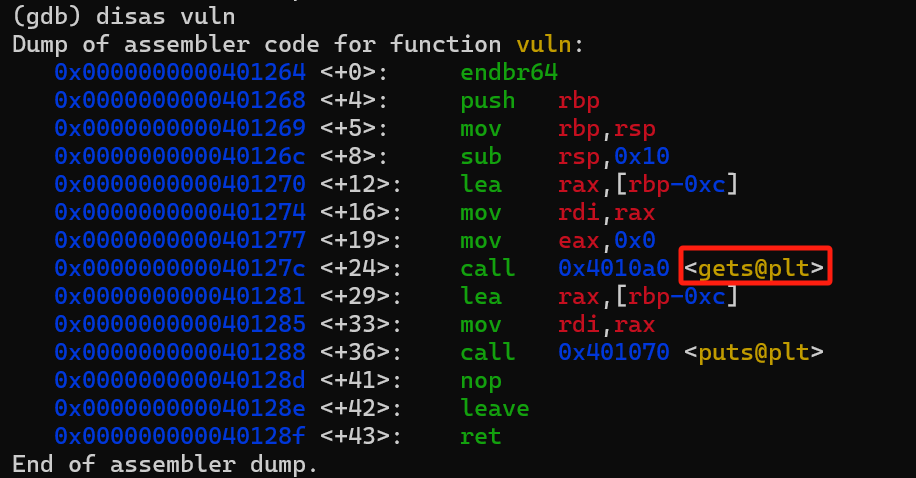 (gdb) disas vuln
Dump of assembler code for function vuln:
   0x0000000000401264 <+0>:     endbr64
   0x0000000000401268 <+4>:     push   rbp
   0x0000000000401269 <+5>:     mov    rbp,rsp
   0x000000000040126c <+8>:     sub    rsp,0x10
   0x0000000000401270 <+12>:    lea    rax,[rbp-0xc]
   0x0000000000401274 <+16>:    mov    rdi,rax
   0x0000000000401277 <+19>:    mov    eax,0x0
   0x000000000040127c <+24>:    call   0x4010a0 <gets@plt>
   0x0000000000401281 <+29>:    lea    rax,[rbp-0xc]
   0x0000000000401285 <+33>:    mov    rdi,rax
   0x0000000000401288 <+36>:    call   0x401070 <puts@plt>
   0x000000000040128d <+41>:    nop
   0x000000000040128e <+42>:    leave
   0x000000000040128f <+43>:    ret
End of assembler dump.